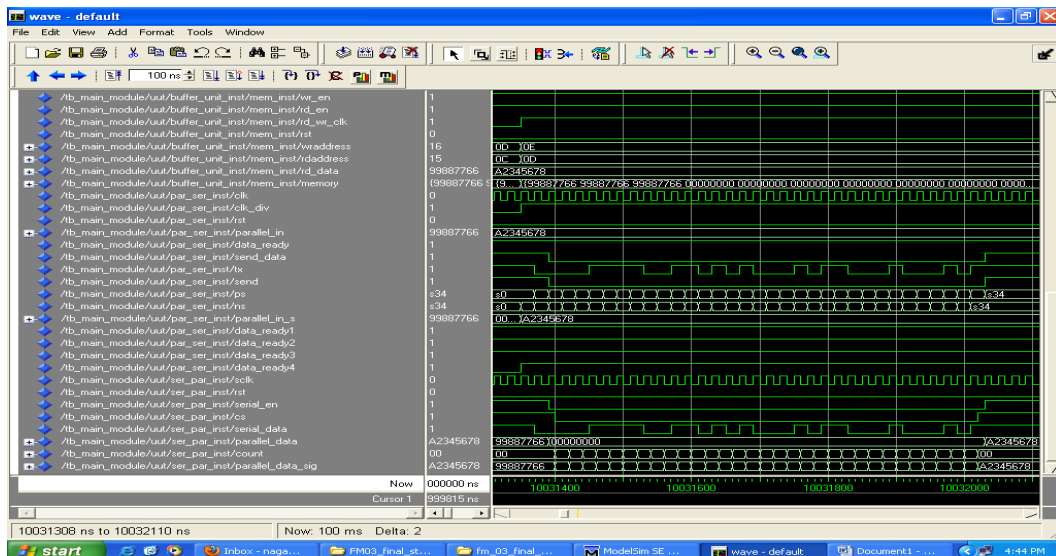 wave - default
File Edit View Add Format Tools Window
100 ns
/tb_main_module/uut/buffer_unit_inst/mem_inst/wr_en 1
/tb_main_module/uut/buffer_unit_inst/mem_inst/rd_en 1
/tb_main_module/uut/buffer_unit_inst/mem_inst/rd_wr_clk 1
/tb_main_module/uut/buffer_unit_inst/mem_inst/rst 0
/tb_main_module/uut/buffer_unit_inst/mem_inst/wraddress 16 0D 0E
/tb_main_module/uut/buffer_unit_inst/mem_inst/rdaddress 15 0C 0D
/tb_main_module/uut/buffer_unit_inst/mem_inst/rd_data 99887766 A2345678
/tb_main_module/uut/buffer_unit_inst/mem_inst/memory {99887766 9 {9... {99887766 99887766 99887766 00000000 00000000 00000000 00000000 00000000 00000000 0000...
/tb_main_module/uut/par_ser_inst/clk 1
/tb_main_module/uut/par_ser_inst/clk_div 1
/tb_main_module/uut/par_ser_inst/rst 0
/tb_main_module/uut/par_ser_inst/parallel_in 99887766 A2345678
/tb_main_module/uut/par_ser_inst/data_ready 1
/tb_main_module/uut/par_ser_inst/send_data 1
/tb_main_module/uut/par_ser_inst/tx 1
/tb_main_module/uut/par_ser_inst/send 1
/tb_main_module/uut/par_ser_inst/ps s34 s0 s34
/tb_main_module/uut/par_ser_inst/ns s34 s0 s34
/tb_main_module/uut/par_ser_inst/parallel_in_s 99887766 00... A2345678
/tb_main_module/uut/par_ser_inst/data_ready1 1
/tb_main_module/uut/par_ser_inst/data_ready2 1
/tb_main_module/uut/par_ser_inst/data_ready3 1
/tb_main_module/uut/par_ser_inst/data_ready4 1
/tb_main_module/uut/ser_par_inst/sclk 0
/tb_main_module/uut/ser_par_inst/rst 0
/tb_main_module/uut/ser_par_inst/serial_en 1
/tb_main_module/uut/ser_par_inst/cs 1
/tb_main_module/uut/ser_par_inst/serial_data 1
/tb_main_module/uut/ser_par_inst/parallel_data A2345678 99887766 00000000 A2345678
/tb_main_module/uut/ser_par_inst/count 00 00 00
/tb_main_module/uut/ser_par_inst/parallel_data_sig A2345678 99887766 A2345678
Now 000000 ns 10031400 10031600 10031800 10032000
Cursor 1 999815 ns
10031308 ns to 10032110 ns Now: 100 ms Delta: 2
start Inbox - naga... FM03_final_st... fm_03_final_... ModelSim SE ... wave - default Document1 - ... 4:44 PM